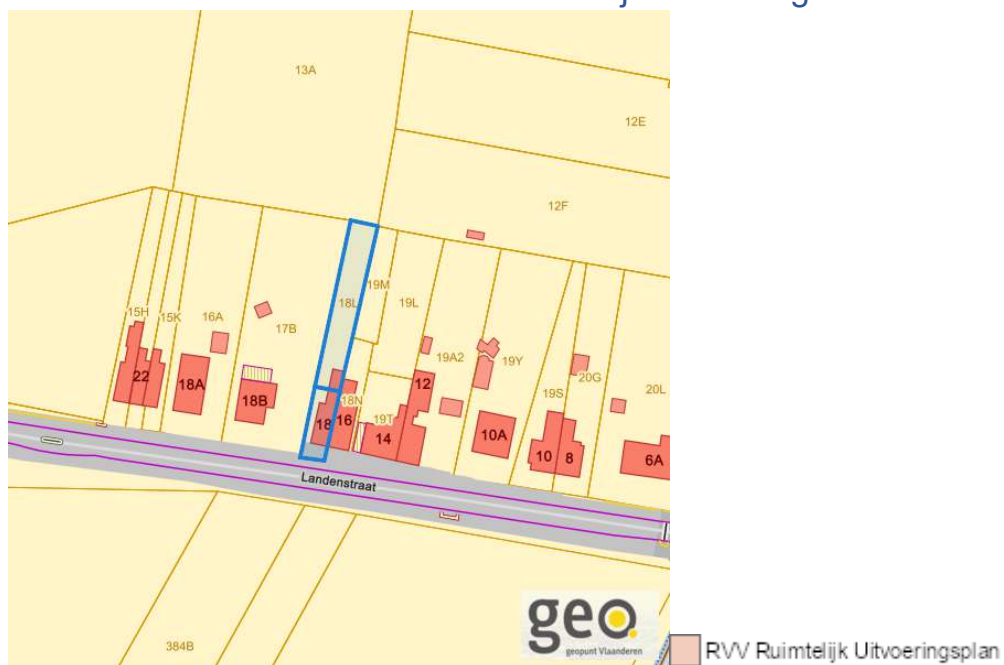 13A
12E
12F
19M
18L
19L
15H
15K
16A
17B
19A2
19Y
19S
20G
20L
22
18A
18B
12
18N
18
16
19T
14
10A
10
8
6A
Landenstraat
384B
geo
geopunt Vlaanderen
RVV Ruimtelijk Uitvoeringsplan